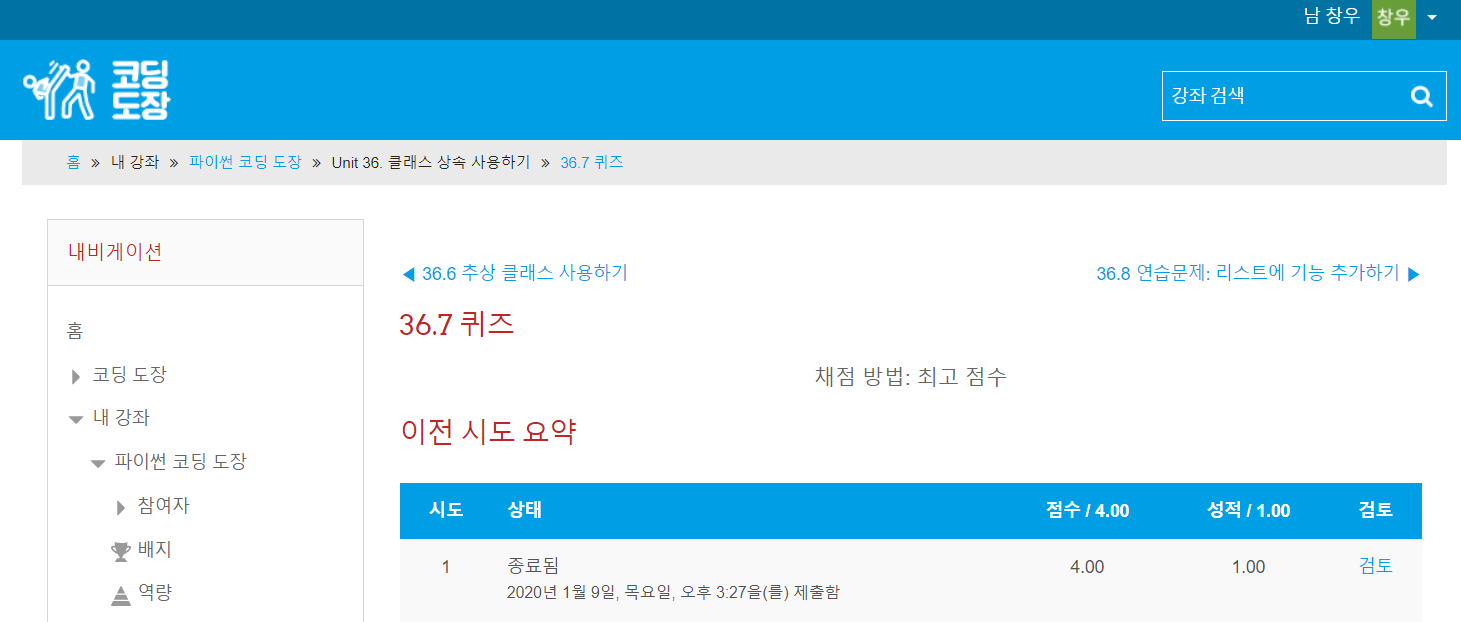 남 창우 창우
코딩
도장
강좌 검색
홈 » 내 강좌 » 파이썬 코딩 도장 » Unit 36. 클래스 상속 사용하기 » 36.7 퀴즈
내비게이션
홈
코딩 도장
내 강좌
파이썬 코딩 도장
참여자
배지
역량
◀ 36.6 추상 클래스 사용하기
36.8 연습문제: 리스트에 기능 추가하기 ▶
36.7 퀴즈
채점 방법: 최고 점수
이전 시도 요약
시도 상태 점수 / 4.00 성적 / 1.00 검토
1 종료됨 4.00 1.00 검토
2020년 1월 9일, 목요일, 오후 3:27을(를) 제출함